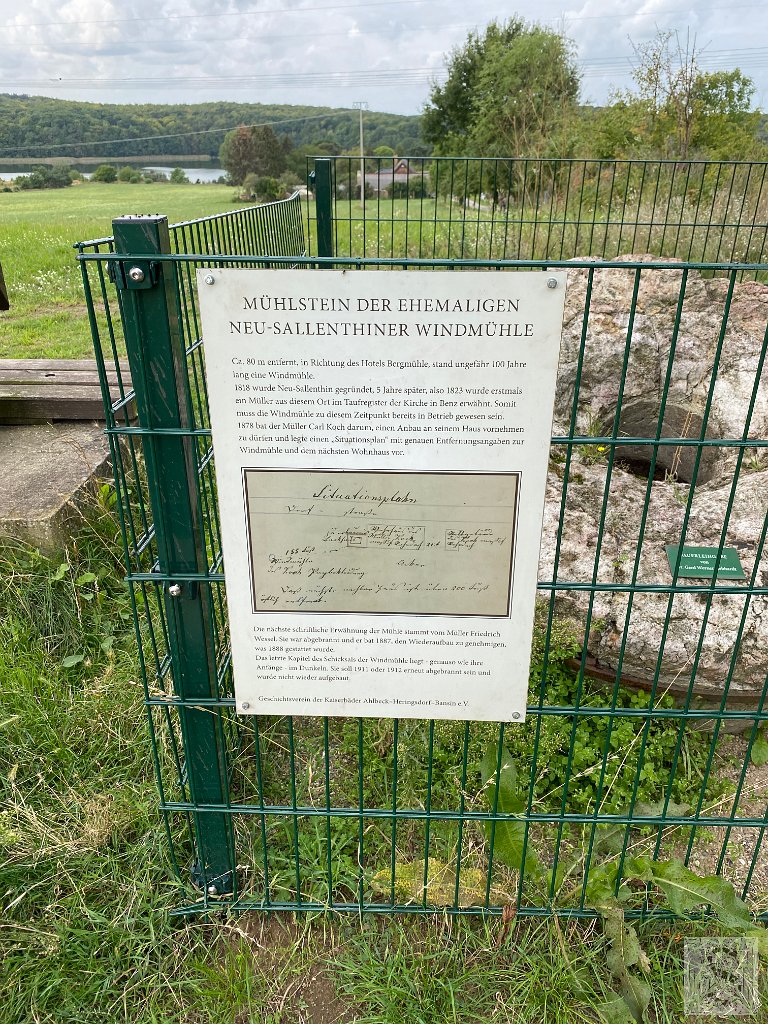 MÜHLSTEIN DER EHEMALIGEN
NEU-SALLENTHINER WINDMÜHLE
Ca. 80 m entfernt, in Richtung des Hotels Bergmühle, stand ungefähr 100 Jahre
lang eine Windmühle.
1818 wurde Neu-Sallenthin gegründet, 5 Jahre später, also 1823 wurde erstmals
ein Müller aus diesem Ort im Taufregister der Kirche in Benz erwähnt. Somit
muss die Windmühle zu diesem Zeitpunkt bereits in Betrieb gewesen sein.
1878 bat der Müller Carl Koch darum, einen Anbau an seinem Haus vornehmen
zu dürfen und legte einen „Situationsplan" mit genauen Entfernungsangaben zur
Windmühle und dem nächsten Wohnhaus vor.
Situationsplan
Dorf straße
Windmühle
Die nächste schriftliche Erwähnung der Mühle stammt vom Müller Friedrich
Wessel. Sie war abgebrannt und er bat 1887, den Wiederaufbau zu genehmigen,
was 1888 gestattet wurde.
Das letzte Kapitel des Schicksals der Windmühle liegt - genauso wie ihre
Anfänge - im Dunkeln. Sie soll 1911 oder 1912 erneut abgebrannt sein und
wurde nicht wieder aufgebaut.
Geschichtsverein der Kaiserbäder Ahlbeck-Heringsdorf-Bansin e.V.
DAUERLEIHGABE
von